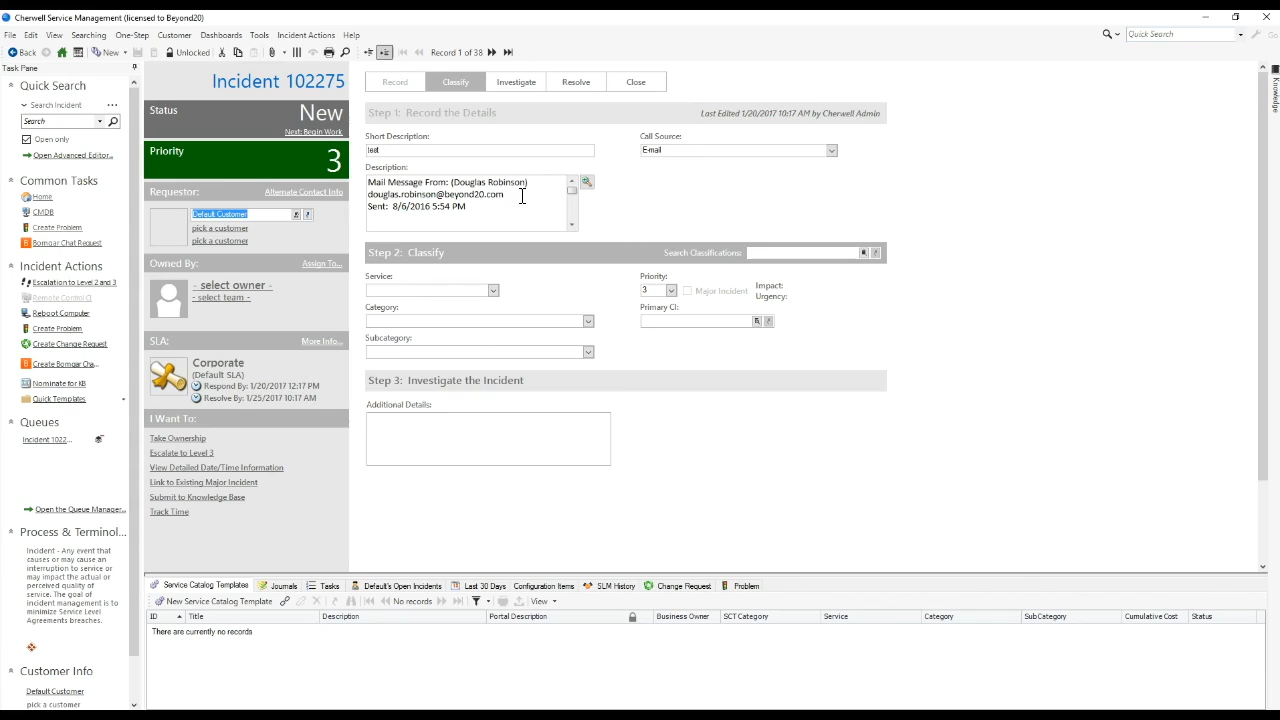 Cherwell Service Management (licensed to Beyond20)
File Edit View Searching One-Step Customer Dashboards Tools Incident Actions Help
Quick Search Go
Back New Unlocked Record 1 of 38
Task Pane
Quick Search
Search Incident
Search
Open only
Open Advanced Editor...
Common Tasks
Home
CMDB
Create Problem
Bomgar Chat Request
Incident Actions
Escalation to Level 2 and 3
Remote Control CI
Reboot Computer
Create Problem
Create Change Request
Create Bomgar Cha...
Nominate for KB
Quick Templates
Queues
Incident 1022...
Open the Queue Manager...
Process & Terminol...
Incident - Any event that
causes or may cause an
interruption to service or
may impact the actual or
perceived quality of
service. The goal of
incident management is to
minimize Service Level
Agreements breaches.
Customer Info
Default Customer
pick a customer
Incident 102275
Status New
Next: Begin Work
Priority 3
Requestor: Alternate Contact Info
Default Customer
pick a customer
pick a customer
Owned By: Assign To...
- select owner -
- select team -
SLA: More Info...
Corporate
(Default SLA)
Respond By: 1/20/2017 12:17 PM
Resolve By: 1/25/2017 10:17 AM
I Want To:
Take Ownership
Escalate to Level 3
View Detailed Date/Time Information
Link to Existing Major Incident
Submit to Knowledge Base
Track Time
Record Classify Investigate Resolve Close
Step 1: Record the Details Last Edited 1/20/2017 10:17 AM by Cherwell Admin
Short Description: Call Source:
test E-mail
Description:
Mail Message From: (Douglas Robinson)
douglas.robinson@beyond20.com
Sent: 8/6/2016 5:54 PM
Step 2: Classify Search Classifications:
Service: Priority: Impact:
3 Major Incident Urgency:
Category: Primary CI:
Subcategory:
Step 3: Investigate the Incident
Additional Details:
Knowledge
Service Catalog Templates Journals Tasks Default's Open Incidents Last 30 Days Configuration Items SLM History Change Request Problem
New Service Catalog Template No records View
ID Title Description Portal Description Business Owner SCT Category Service Category SubCategory Cumulative Cost Status
There are currently no records